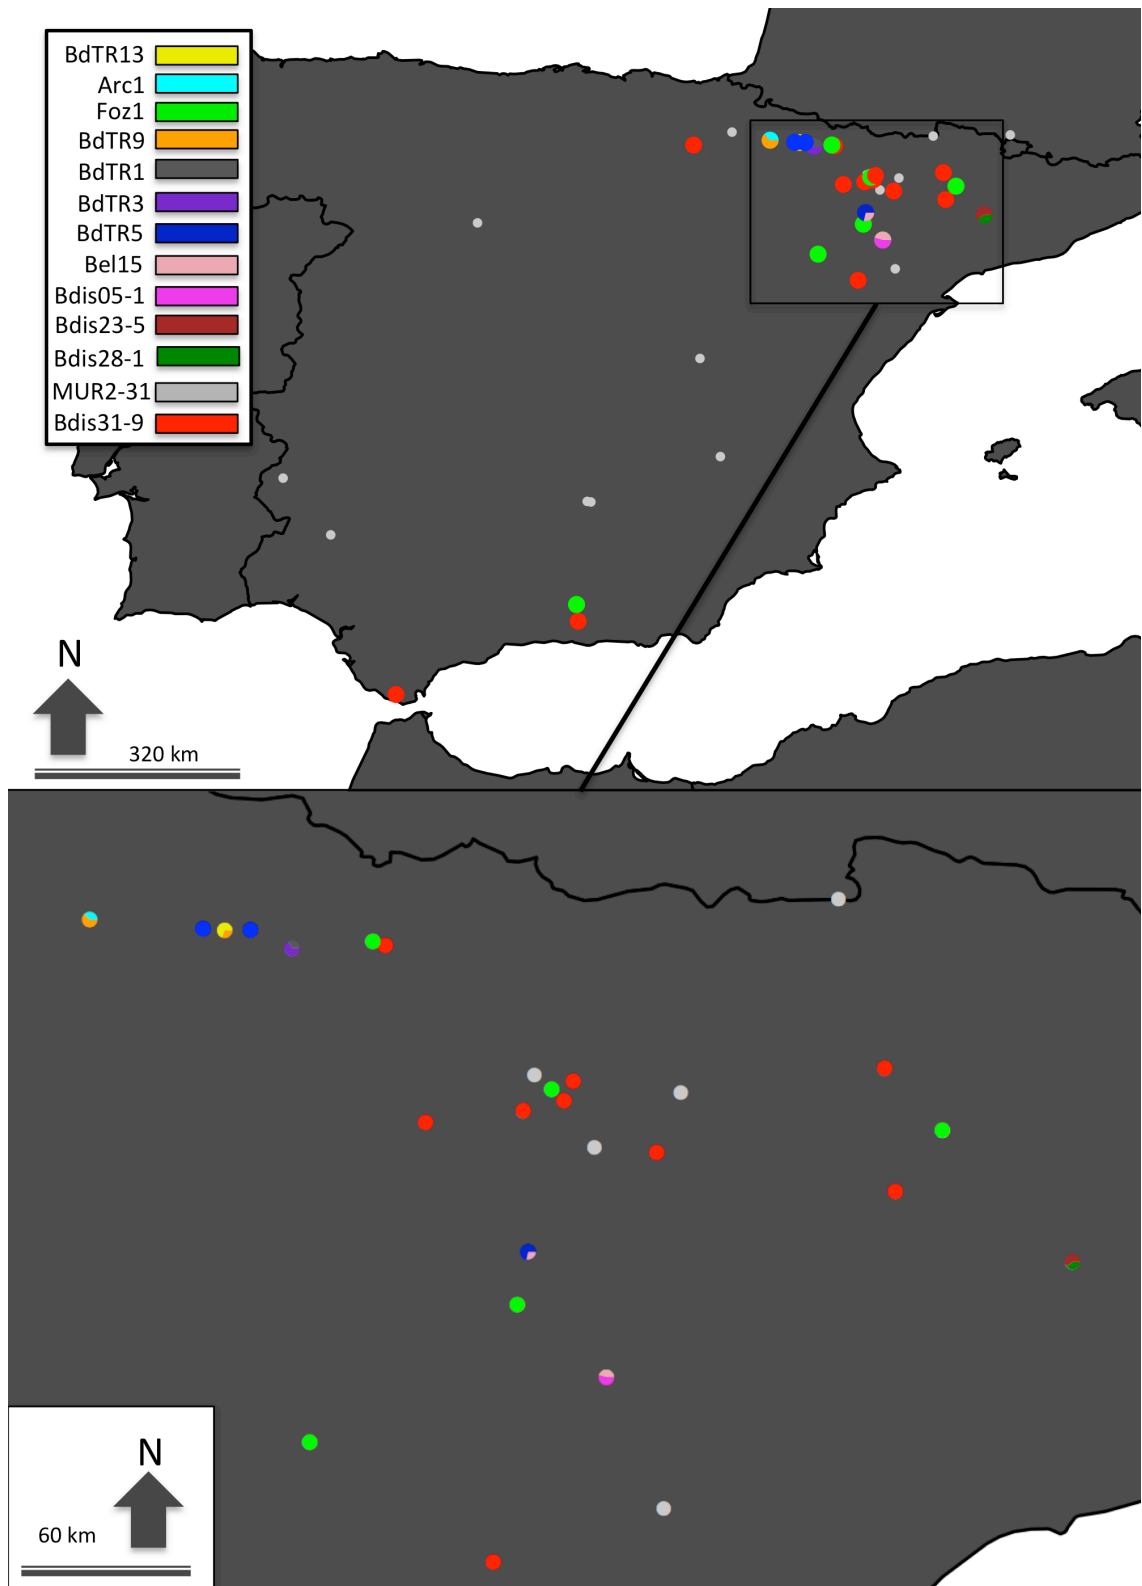 BdTR13
Arc1
Foz1
BdTR9
BdTR1
BdTR3
BdTR5
Bel15
Bdis05-1
Bdis23-5
Bdis28-1
MUR2-31
Bdis31-9
N
320 km
N
60 km